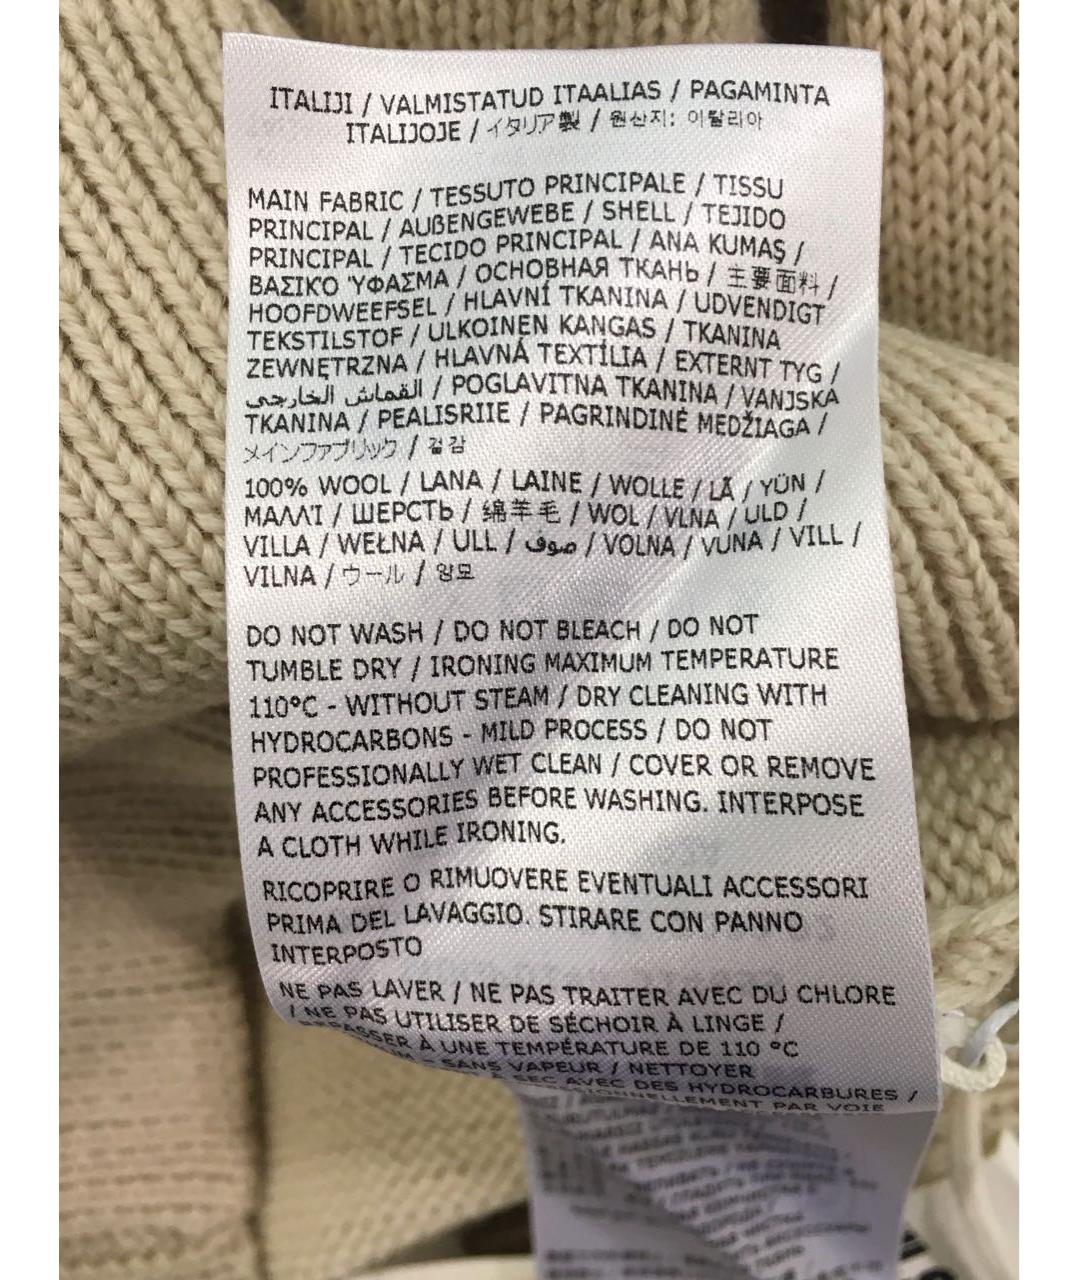 ITALIJI / VALMISTATUD ITAALIAS / PAGAMINTA
ITALIJOJE / イタリア製 / 원산지: 이탈리아
MAIN FABRIC / TESSUTO PRINCIPALE / TISSU
PRINCIPAL / AUßENGEWEBE / SHELL / TEJIDO
PRINCIPAL / TECIDO PRINCIPAL / ANA KUMAŞ /
ΒΑΣΙΚΌ ΎΦΑΣΜΑ / ОСНОВНАЯ ТКАНЬ / 主要面料 /
HOOFDWEEFSEL / HLAVNÍ TKANINA / UDVENDIGT
TEKSTILSTOF / ULKOINEN KANGAS / TKANINA
ZEWNĘTRZNA / HLAVNÁ TEXTÍLIA / EXTERNT TYG /
القماش الخارجي / POGLAVITNA TKANINA / VANJSKA
TKANINA / PEALISRIIE / PAGRINDINĖ MEDŽIAGA /
メインファブリック / 겉감
100% WOOL / LANA / LAINE / WOLLE / LÃ / YÜN /
ΜΑΛΛΊ / ШЕРСТЬ / 绵羊毛 / WOL / VLNA / ULD /
VILLA / WEŁNA / ULL / صوف / VOLNA / VUNA / VILL /
VILNA / ウール / 양모
DO NOT WASH / DO NOT BLEACH / DO NOT
TUMBLE DRY / IRONING MAXIMUM TEMPERATURE
110°C - WITHOUT STEAM / DRY CLEANING WITH
HYDROCARBONS - MILD PROCESS / DO NOT
PROFESSIONALLY WET CLEAN / COVER OR REMOVE
ANY ACCESSORIES BEFORE WASHING. INTERPOSE
A CLOTH WHILE IRONING.
RICOPRIRE O RIMUOVERE EVENTUALI ACCESSORI
PRIMA DEL LAVAGGIO. STIRARE CON PANNO
INTERPOSTO
NE PAS LAVER / NE PAS TRAITER AVEC DU CHLORE
/ NE PAS UTILISER DE SÉCHOIR À LINGE /
REPASSER À UNE TEMPÉRATURE DE 110 °C
- SANS VAPEUR / NETTOYER
À SEC AVEC DES HYDROCARBURES /
PAR VOIE